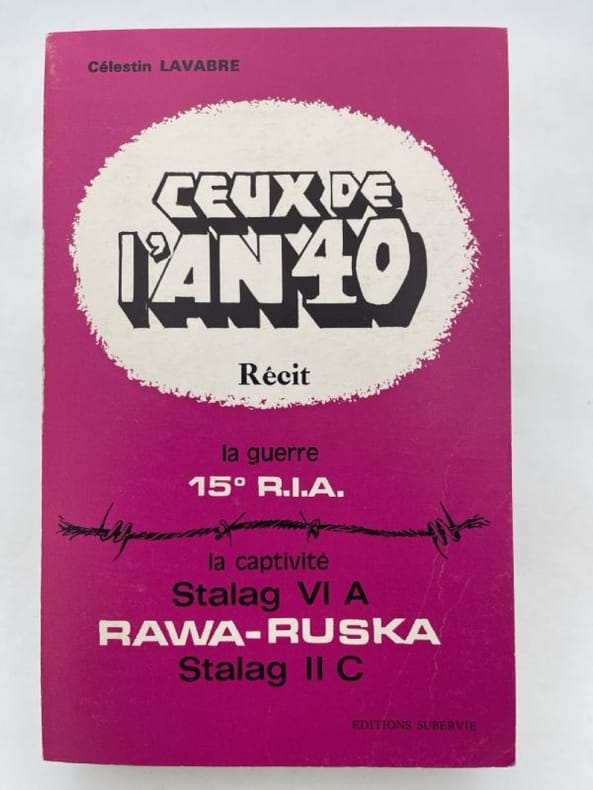 Célestin LAVABRE
CEUX DE
l'AN 40
Récit
la guerre
15° R.I.A.
la captivité
Stalag VI A
RAWA-RUSKA
Stalag II C
EDITIONS SUBERVIE